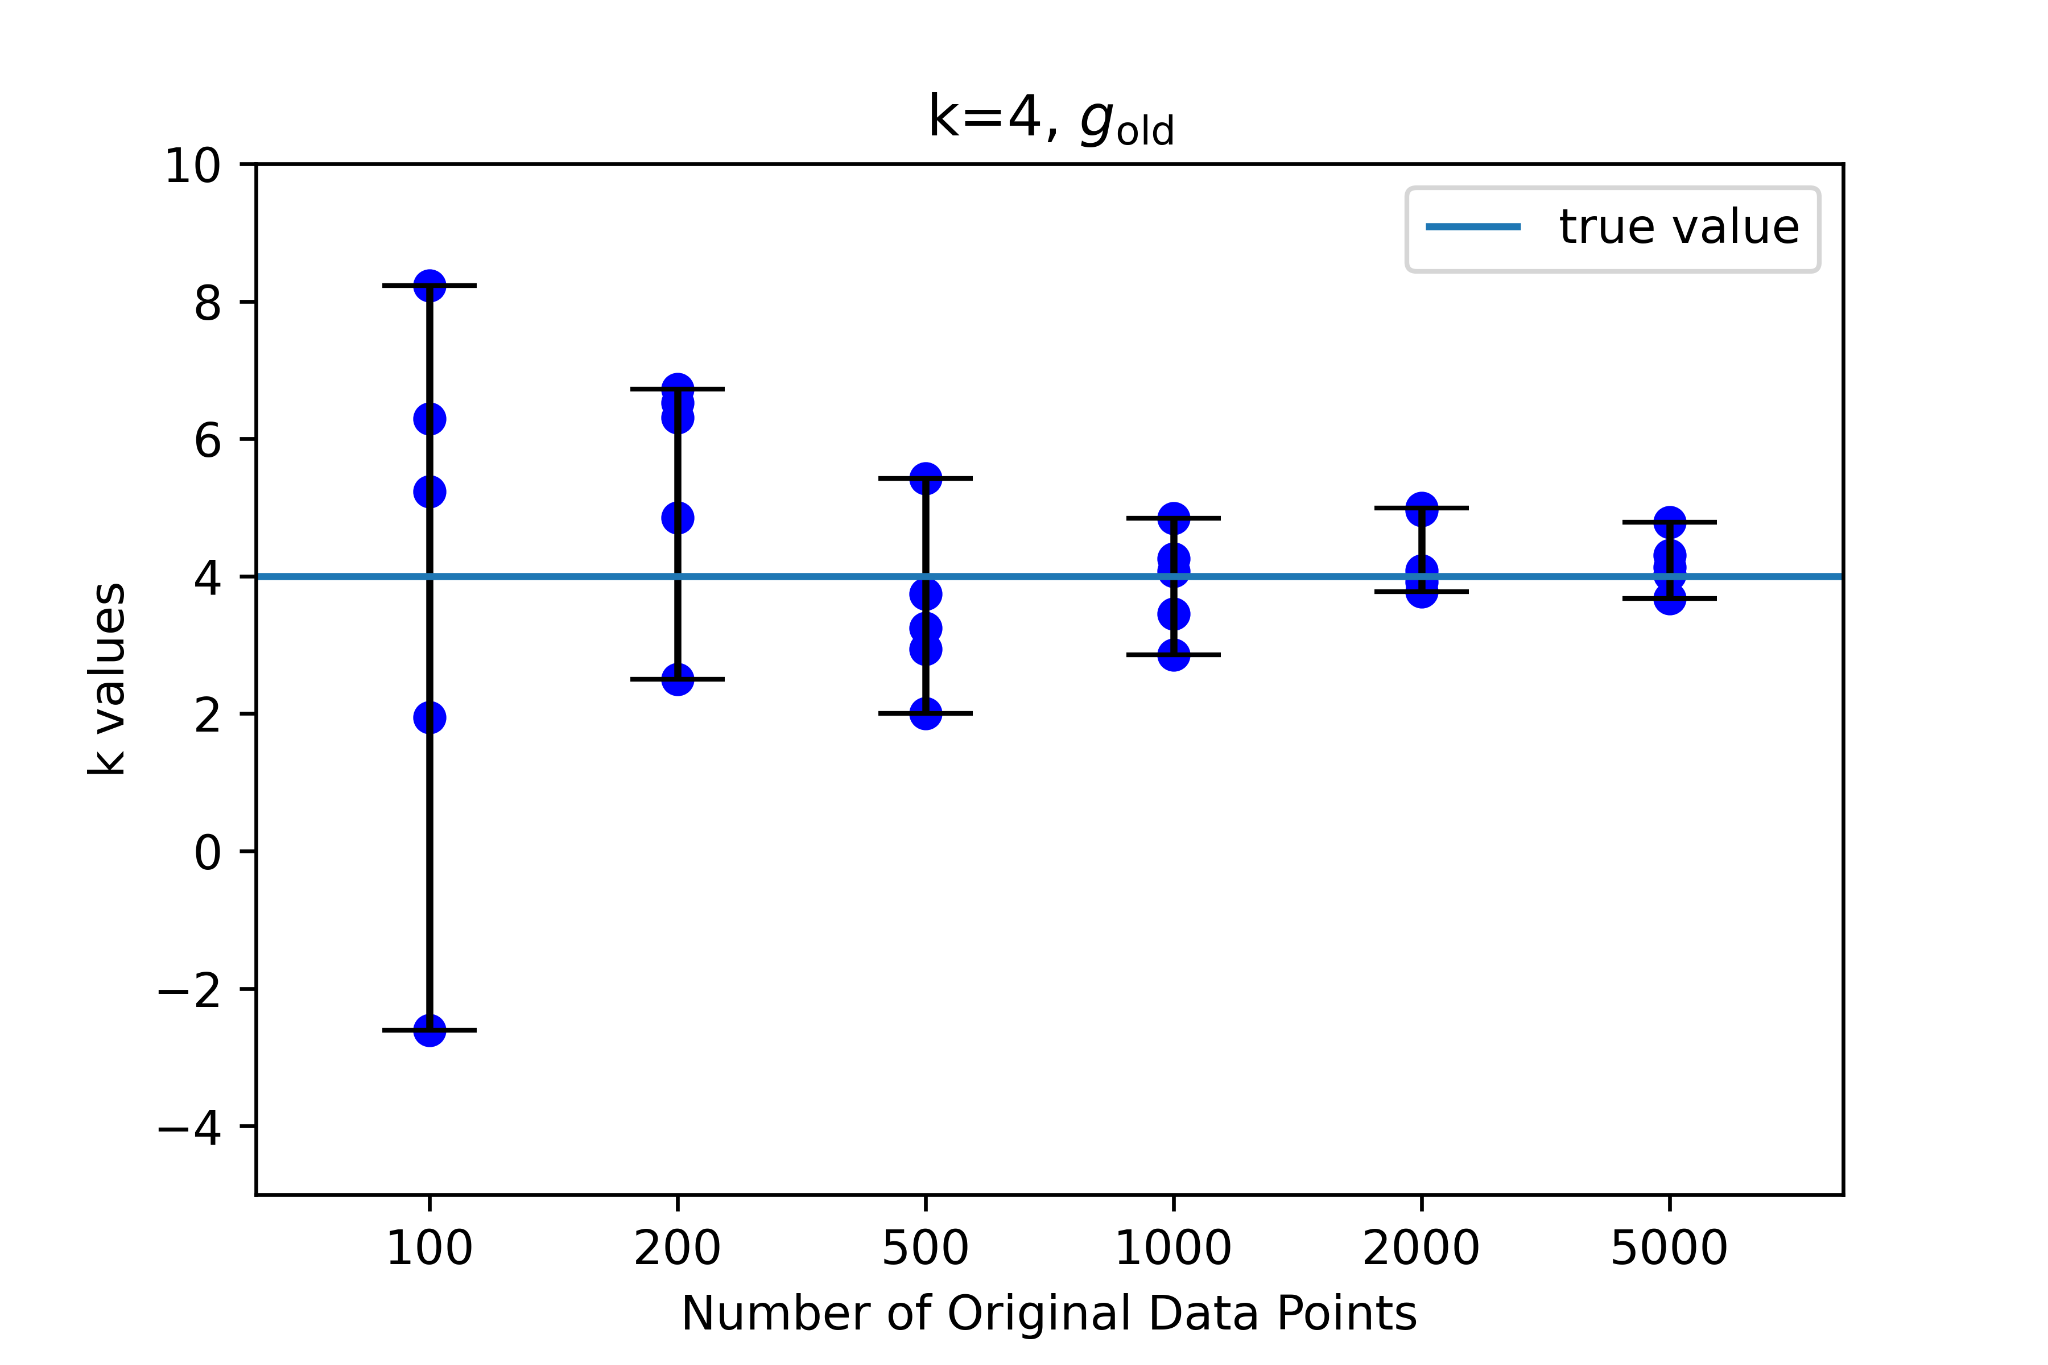 k=4, g_old
true value
10
8
6
4
2
0
−2
−4
k values
100 200 500 1000 2000 5000
Number of Original Data Points